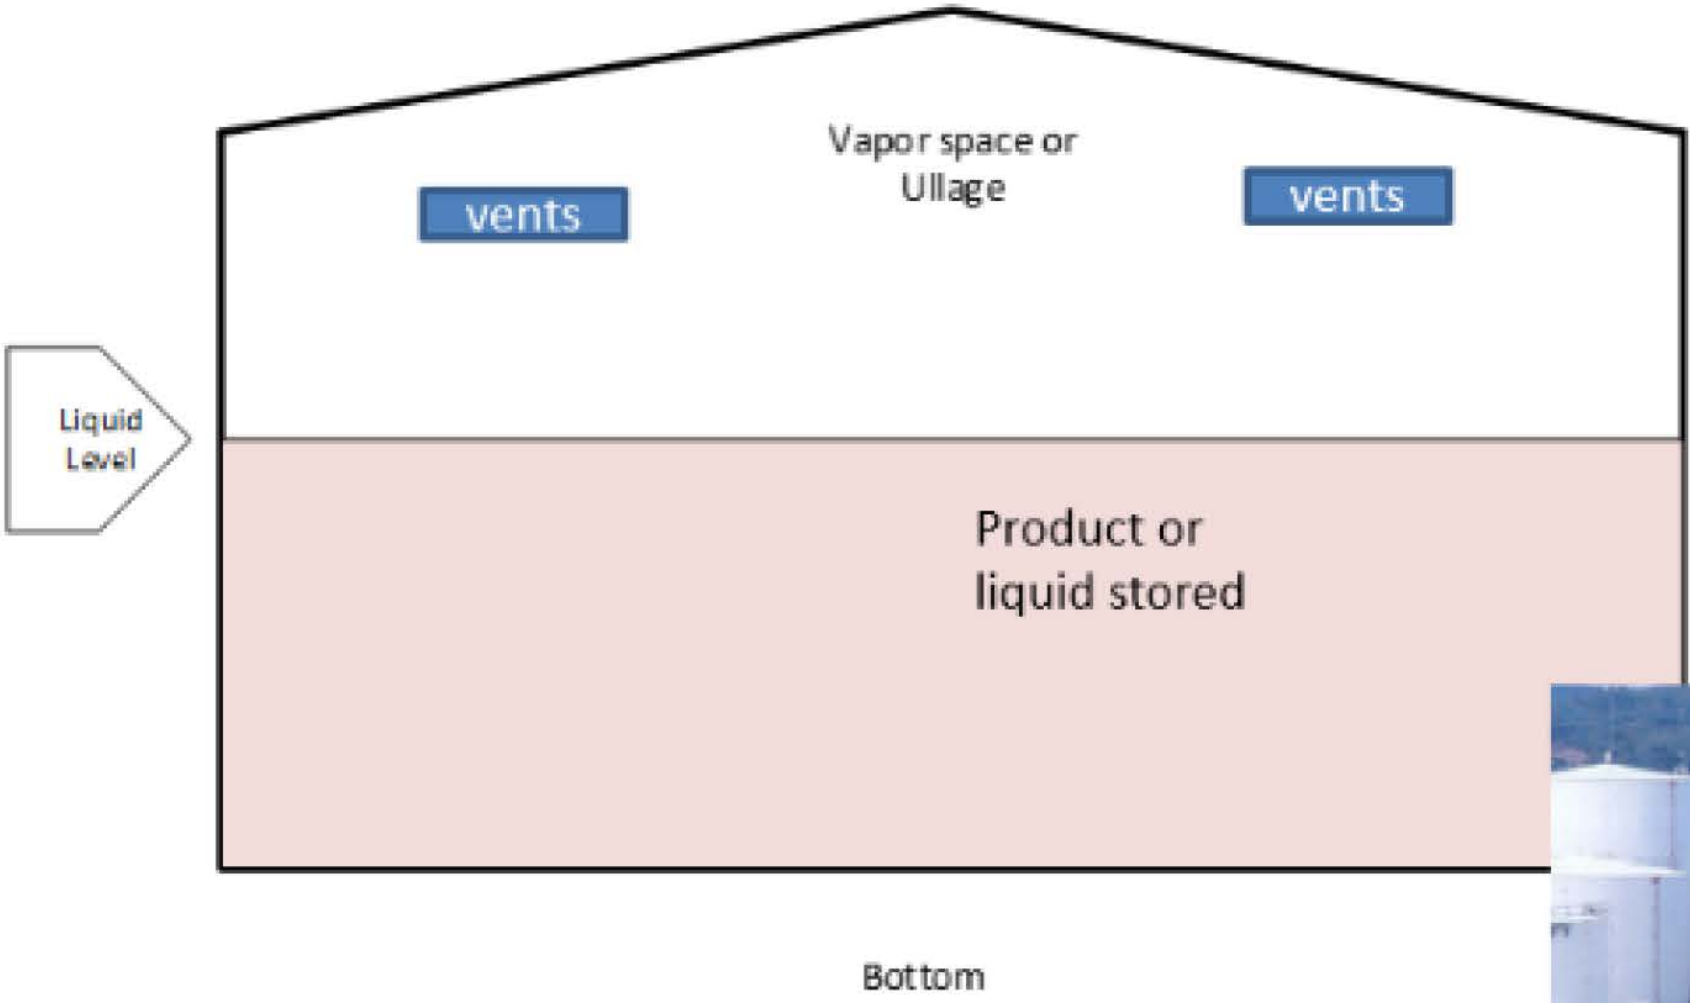 Vapor space or
Ullage
vents
vents
Liquid
Level
Product or
liquid stored
Bottom